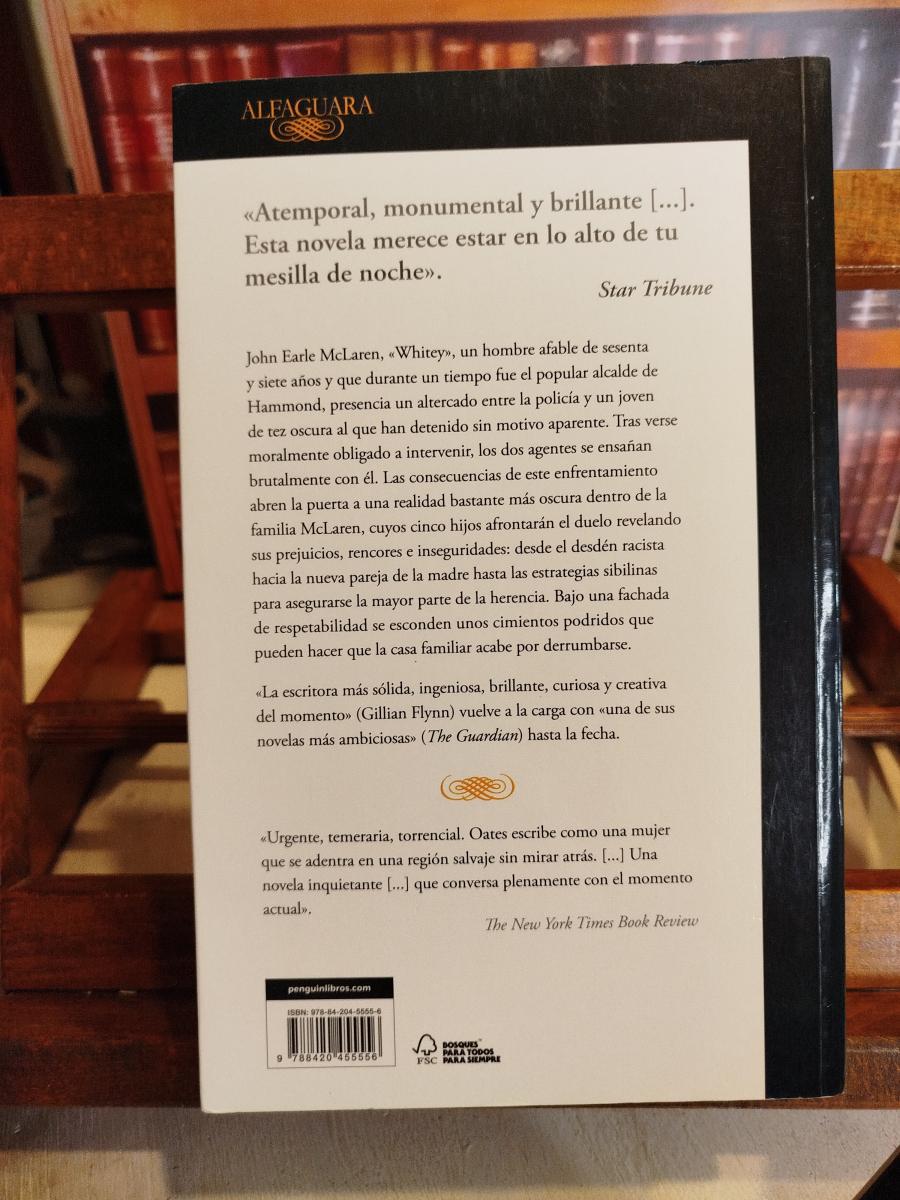 ALFAGUARA
«Atemporal, monumental y brillante [...].
Esta novela merece estar en lo alto de tu
mesilla de noche».
Star Tribune
John Earle McLaren, «Whitey», un hombre afable de sesenta
y siete años y que durante un tiempo fue el popular alcalde de
Hammond, presencia un altercado entre la policía y un joven
de tez oscura al que han detenido sin motivo aparente. Tras verse
moralmente obligado a intervenir, los dos agentes se ensañan
brutalmente con él. Las consecuencias de este enfrentamiento
abren la puerta a una realidad bastante más oscura dentro de la
familia McLaren, cuyos cinco hijos afrontarán el duelo revelando
sus prejuicios, rencores e inseguridades: desde el desdén racista
hacia la nueva pareja de la madre hasta las estrategias sibilinas
para asegurarse la mayor parte de la herencia. Bajo una fachada
de respetabilidad se esconden unos cimientos podridos que
pueden hacer que la casa familiar acabe por derrumbarse.
«La escritora más sólida, ingeniosa, brillante, curiosa y creativa
del momento» (Gillian Flynn) vuelve a la carga con «una de sus
novelas más ambiciosas» (The Guardian) hasta la fecha.
«Urgente, temeraria, torrencial. Oates escribe como una mujer
que se adentra en una región salvaje sin mirar atrás. [...] Una
novela inquietante [...] que conversa plenamente con el momento
actual».
The New York Times Book Review
penguinlibros.com
ISBN: 978-84-204-5555-6
9 788420 455556
FSC
BOSQUES™
PARA TODOS
PARA SIEMPRE